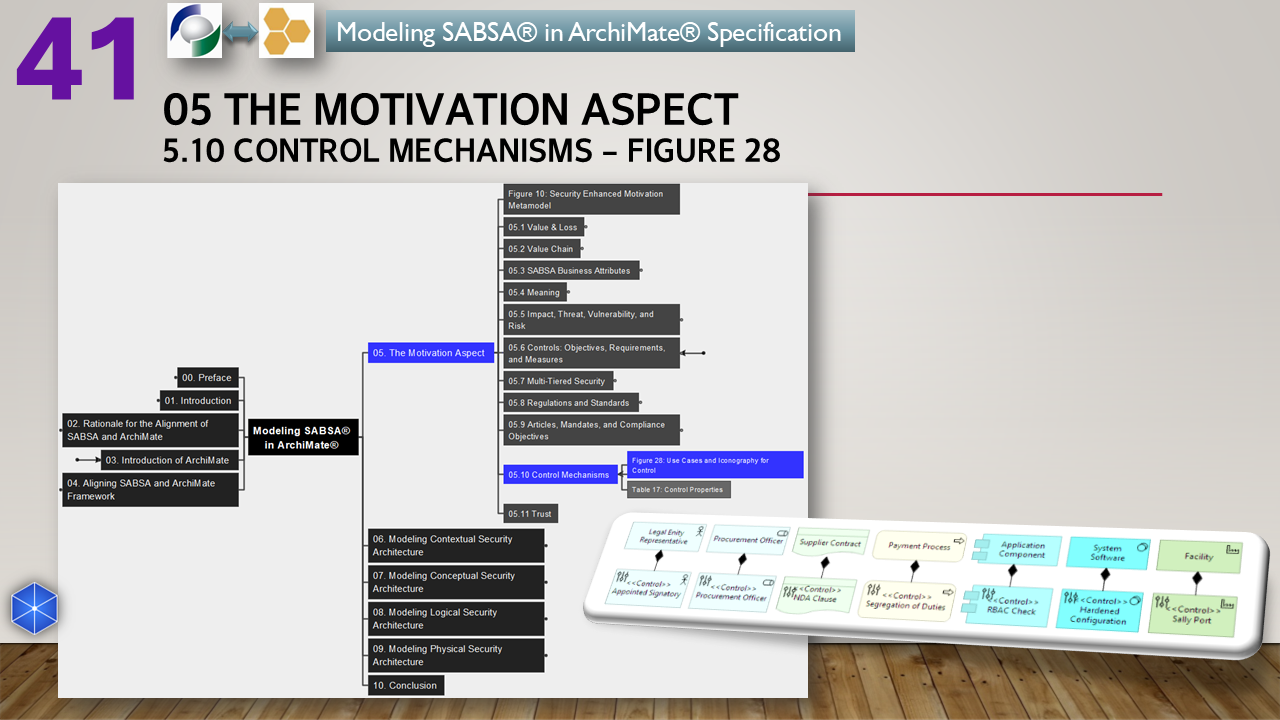 41
Modeling SABSA® in ArchiMate® Specification
05 THE MOTIVATION ASPECT
5.10 CONTROL MECHANISMS – FIGURE 28
Modeling SABSA®
in ArchiMate®
00. Preface
01. Introduction
02. Rationale for the Alignment of
SABSA and ArchiMate
03. Introduction of ArchiMate
04. Aligning SABSA and ArchiMate
Framework
05. The Motivation Aspect
Figure 10: Security Enhanced Motivation
Metamodel
05.1 Value & Loss
05.2 Value Chain
05.3 SABSA Business Attributes
05.4 Meaning
05.5 Impact, Threat, Vulnerability, and
Risk
05.6 Controls: Objectives, Requirements,
and Measures
05.7 Multi-Tiered Security
05.8 Regulations and Standards
05.9 Articles, Mandates, and Compliance
Objectives
05.10 Control Mechanisms
Figure 28: Use Cases and Iconography for
Control
Table 17: Control Properties
05.11 Trust
06. Modeling Contextual Security
Architecture
07. Modeling Conceptual Security
Architecture
08. Modeling Logical Security
Architecture
09. Modeling Physical Security
Architecture
10. Conclusion
Legal Enity
Representative
Procurement Officer
Supplier Contract
Payment Process
Application
Component
System
Software
Facility
<<Control>>
Appointed Signatory
<<Control>>
Procurement Officer
<<Control>>
NDA Clause
<<Control>>
Segregation of Duties
<<Control>>
RBAC Check
<<Control>>
Hardened
Configuration
<<Control>>
Sally Port